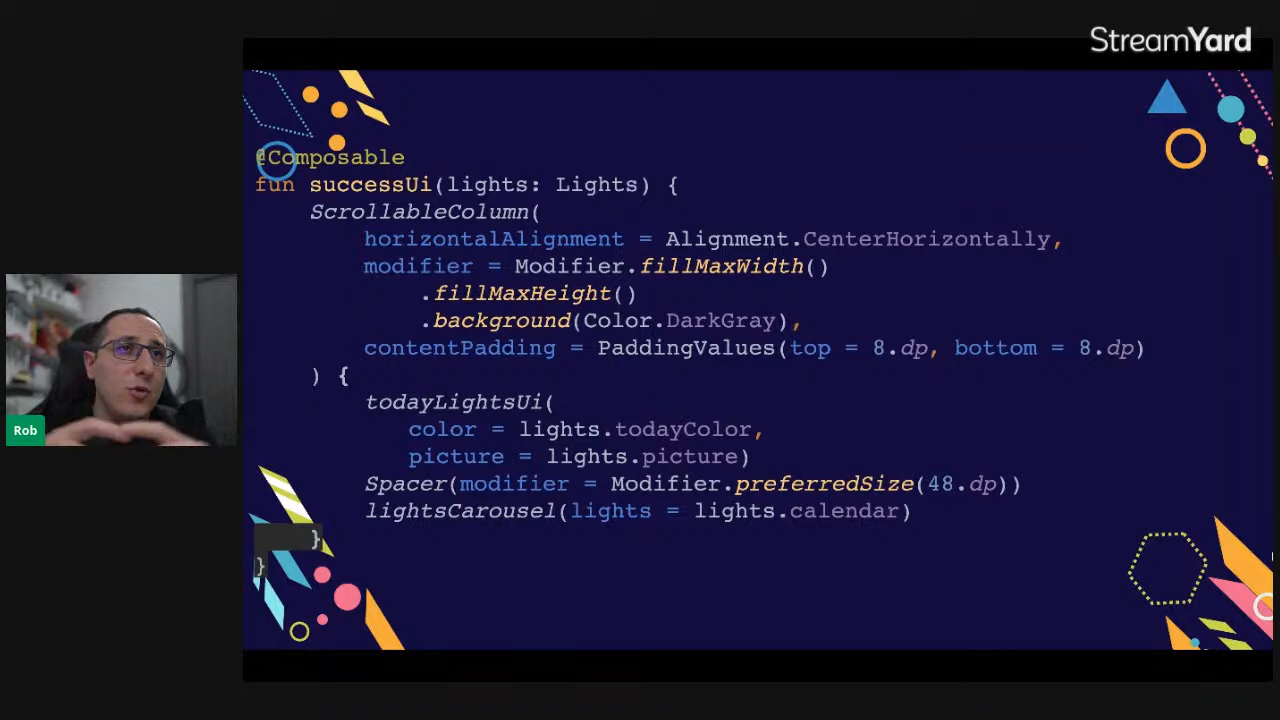 StreamYard
@Composable
fun successUi(lights: Lights) {
ScrollableColumn(
horizontalAlignment = Alignment.CenterHorizontally,
modifier = Modifier.fillMaxWidth()
.fillMaxHeight()
.background(Color.DarkGray),
contentPadding = PaddingValues(top = 8.dp, bottom = 8.dp)
) {
todayLightsUi(
color = lights.todayColor,
picture = lights.picture)
Spacer(modifier = Modifier.preferredSize(48.dp))
lightsCarousel(lights = lights.calendar)
}
}
Rob